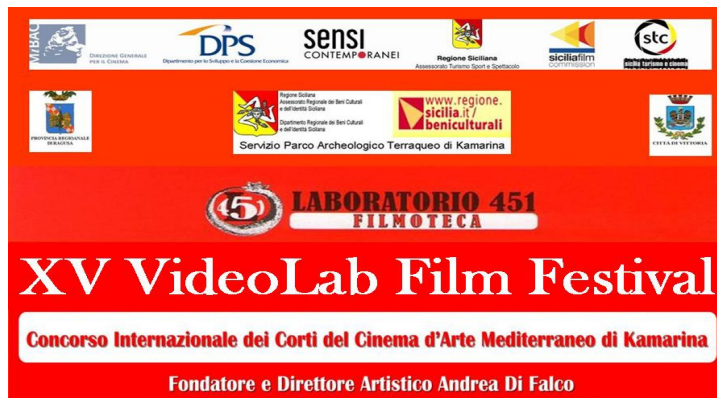 MiBAC
DIREZIONE GENERALE
PER IL CINEMA
DPS
Dipartimento per lo Sviluppo e la Coesione Economica
sensi
CONTEMPORANEI
Regione Siciliana
Assessorato Turismo Sport e Spettacolo
siciliafilm
commission
stc
sicilia turismo e cinema
PROVINCIA REGIONALE
DI RAGUSA
Regione Siciliana
Assessorato Regionale dei Beni Culturali
e dell'Identità Siciliana
Dipartimento Regionale dei Beni Culturali
e dell'Identità Siciliana
www.regione.
sicilia.it/
beniculturali
Servizio Parco Archeologico Terraqueo di Kamarina
CITTÀ DI VITTORIA
451
LABORATORIO 451
FILMOTECA
XV VideoLab Film Festival
Concorso Internazionale dei Corti del Cinema d'Arte Mediterraneo di Kamarina
Fondatore e Direttore Artistico Andrea Di Falco